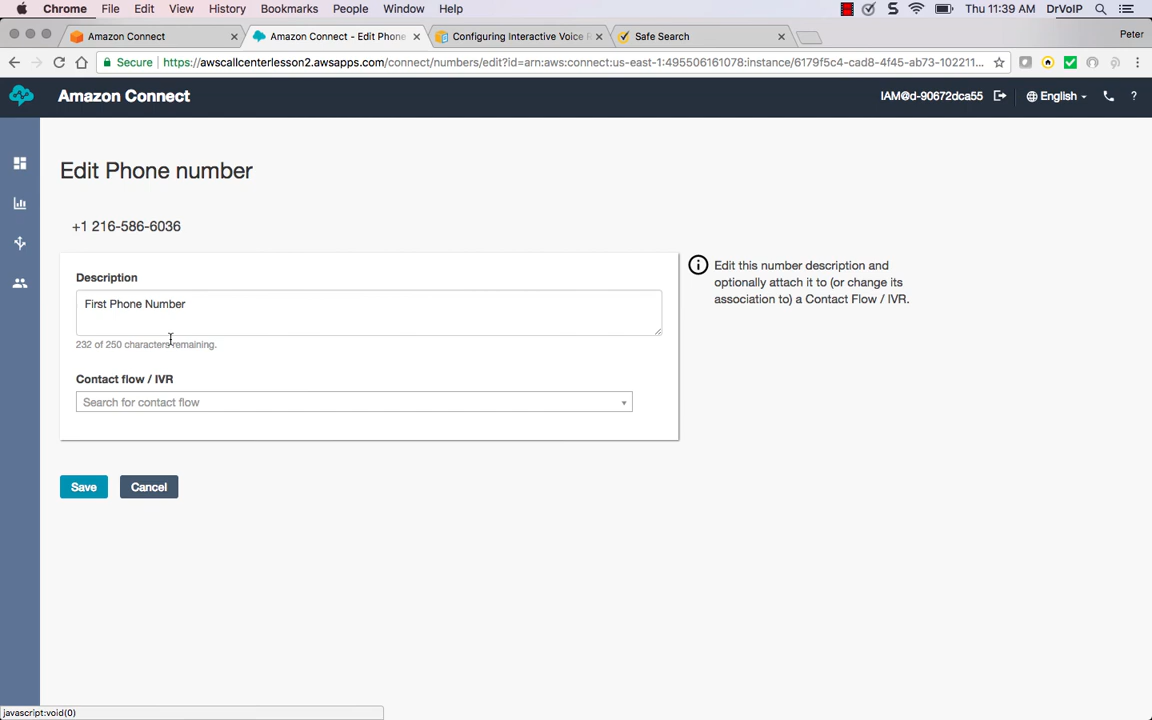 Chrome File Edit View History Bookmarks People Window Help Thu 11:39 AM DrVoIP
Amazon Connect Amazon Connect - Edit Phone Configuring Interactive Voice R Safe Search Peter
Secure https://awscallcenterlesson2.awsapps.com/connect/numbers/edit?id=arn:aws:connect:us-east-1:495506161078:instance/6179f5c4-cad8-4f45-ab73-102211...
Amazon Connect IAM@d-90672dca55 English ?
Edit Phone number
+1 216-586-6036
Description
First Phone Number
232 of 250 characters remaining.
Contact flow / IVR
Search for contact flow
Edit this number description and
optionally attach it to (or change its
association to) a Contact Flow / IVR.
Save Cancel
javascript:void(0)